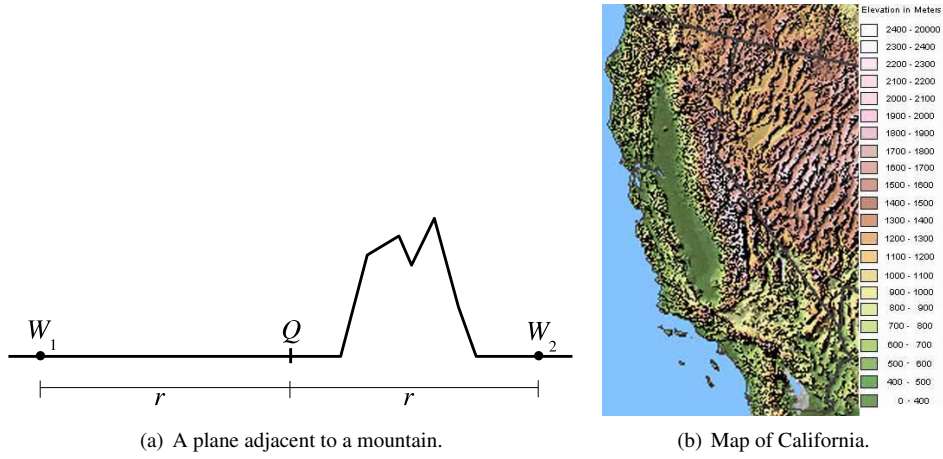 W1
Q
W2
r
r
(a) A plane adjacent to a mountain.
Elevation in Meters
2400 - 20000
2300 - 2400
2200 - 2300
2100 - 2200
2000 - 2100
1900 - 2000
1800 - 1900
1700 - 1800
1600 - 1700
1500 - 1600
1400 - 1500
1300 - 1400
1200 - 1300
1100 - 1200
1000 - 1100
900 - 1000
800 - 900
700 - 800
600 - 700
500 - 600
400 - 500
0 - 400
(b) Map of California.